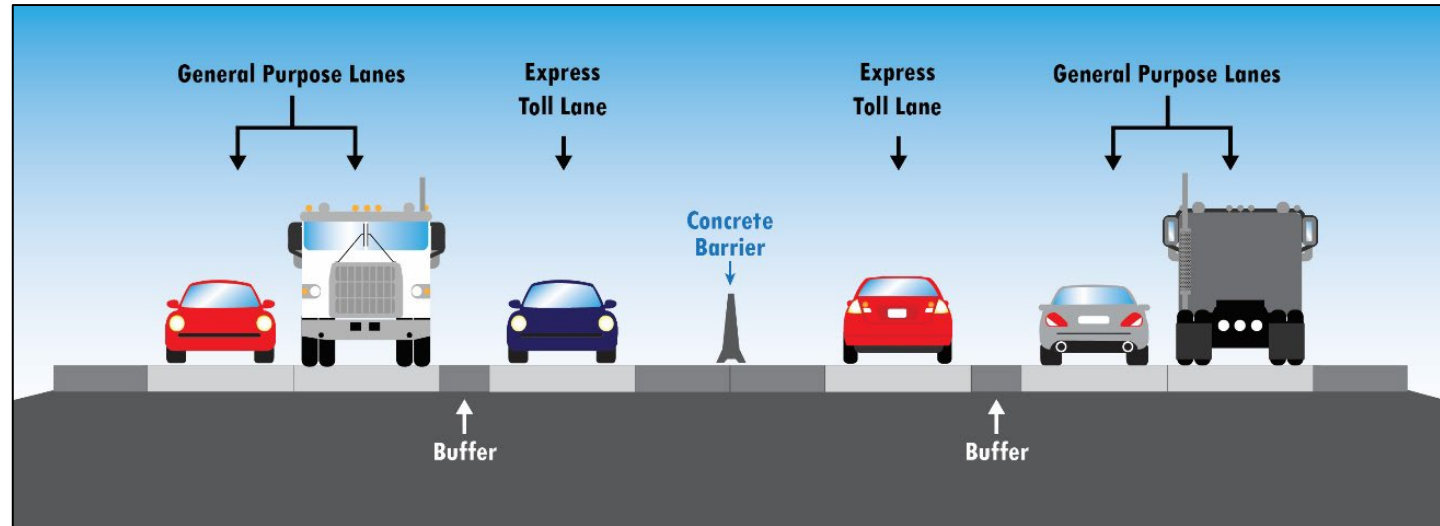 General Purpose Lanes
Express
Toll Lane
Express
Toll Lane
General Purpose Lanes
Concrete
Barrier
Buffer
Buffer